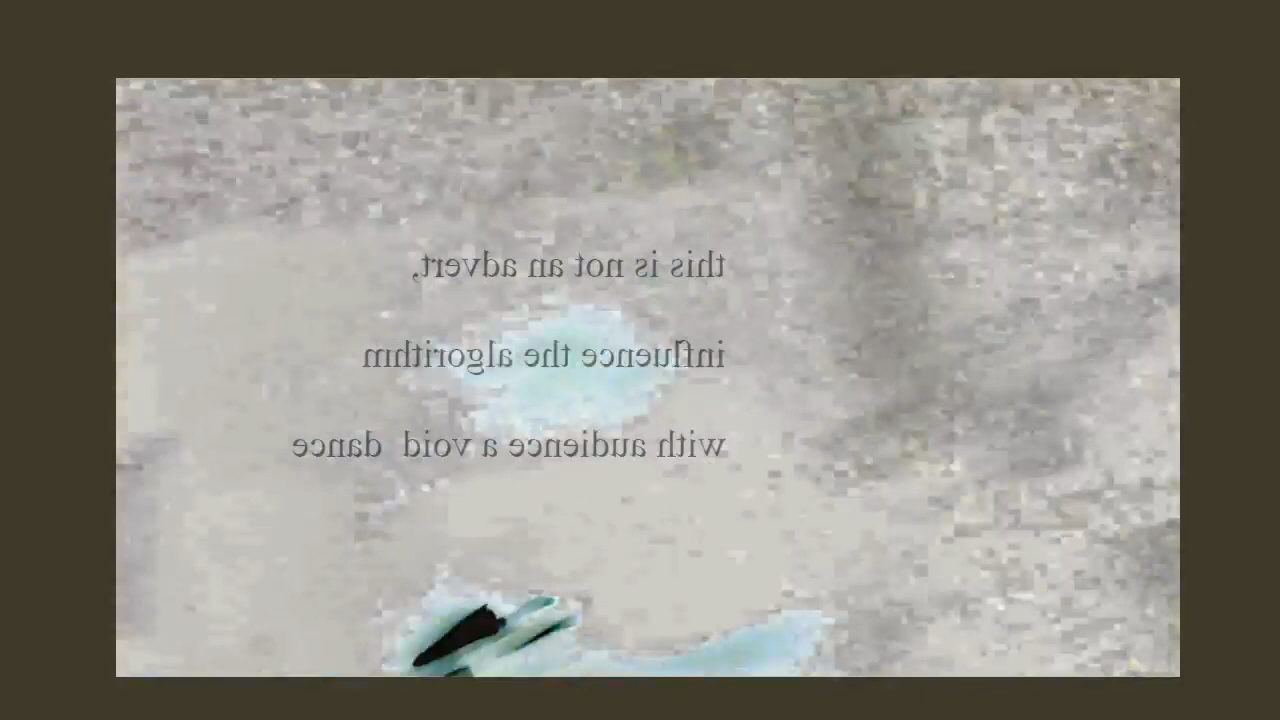 this is not an advert,
influence the algorithm
with audience a void  dance